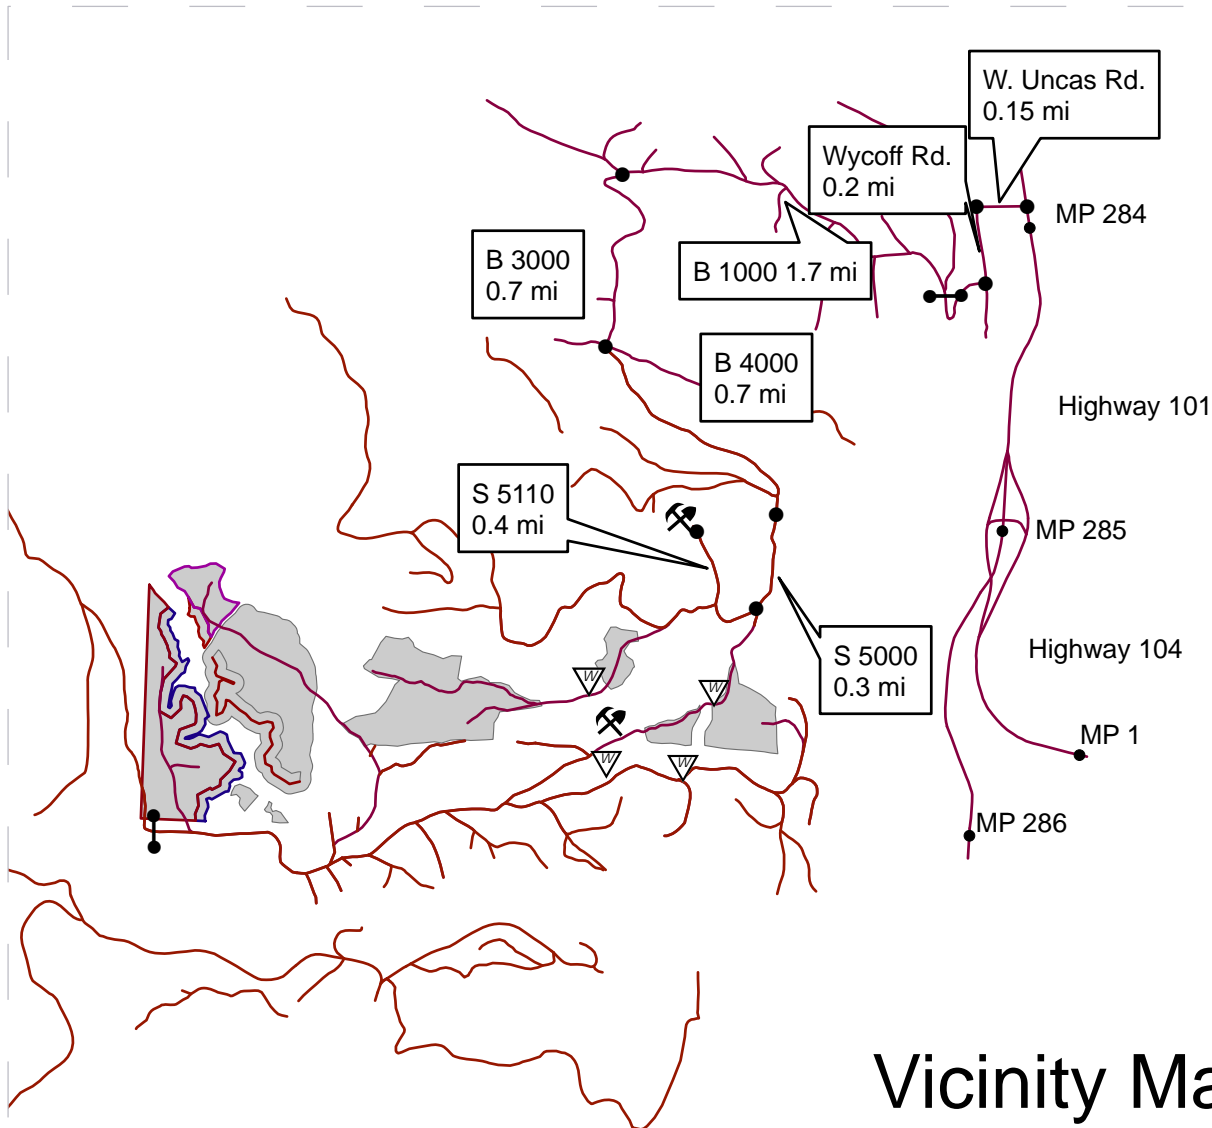 W. Uncas Rd.
0.15 mi
Wycoff Rd.
0.2 mi
MP 284
B 3000
0.7 mi
B 1000 1.7 mi
B 4000
0.7 mi
Highway 101
S 5110
0.4 mi
MP 285
S 5000
0.3 mi
Highway 104
W
W
W
W
MP 1
MP 286
Vicinity Ma